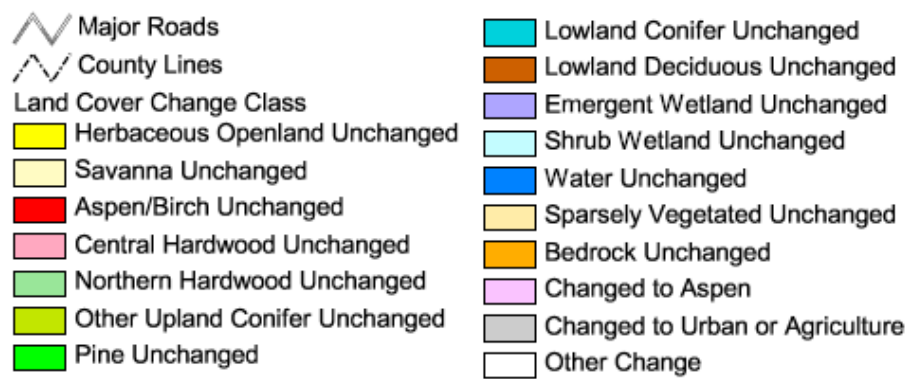 Major Roads
County Lines
Land Cover Change Class
Herbaceous Openland Unchanged
Savanna Unchanged
Aspen/Birch Unchanged
Central Hardwood Unchanged
Northern Hardwood Unchanged
Other Upland Conifer Unchanged
Pine Unchanged
Lowland Conifer Unchanged
Lowland Deciduous Unchanged
Emergent Wetland Unchanged
Shrub Wetland Unchanged
Water Unchanged
Sparsely Vegetated Unchanged
Bedrock Unchanged
Changed to Aspen
Changed to Urban or Agriculture
Other Change